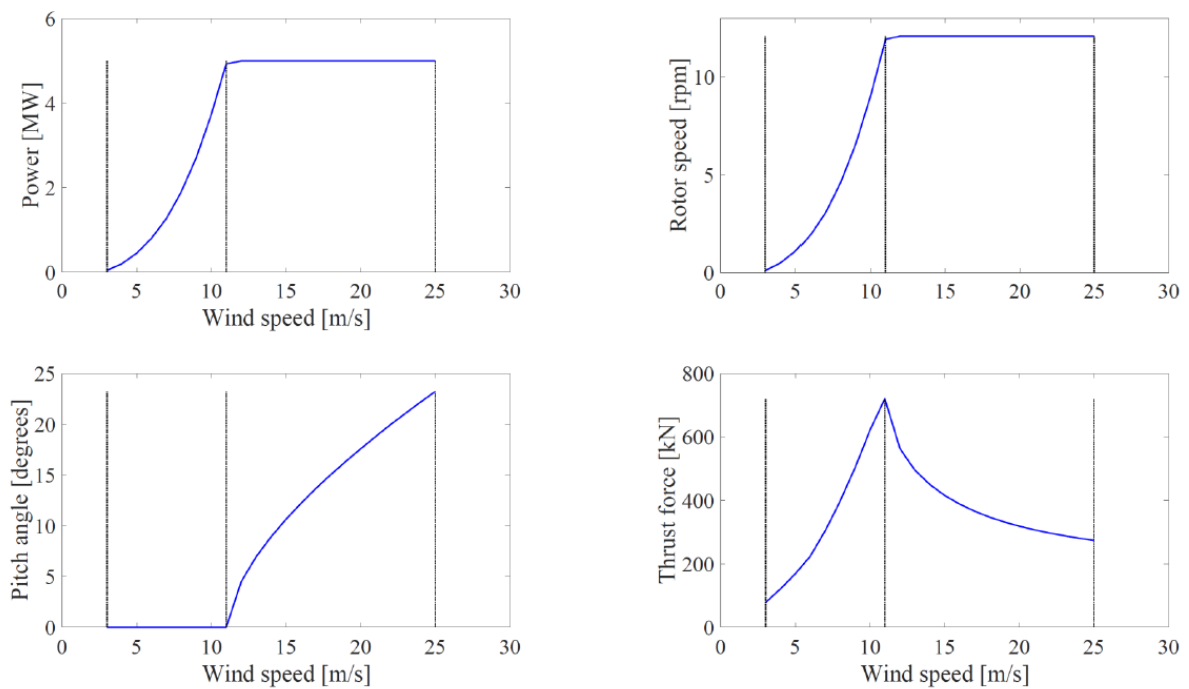 Power [MW]
6
4
2
0
0 5 10 15 20 25 30
Wind speed [m/s]
Rotor speed [rpm]
10
5
0
0 5 10 15 20 25 30
Pitch angle [degrees]
25
20
15
10
5
0
0 5 10 15 20 25 30
Wind speed [m/s]
Thrust force [kN]
800
600
400
200
0
0 5 10 15 20 25 30
Wind speed [m/s]